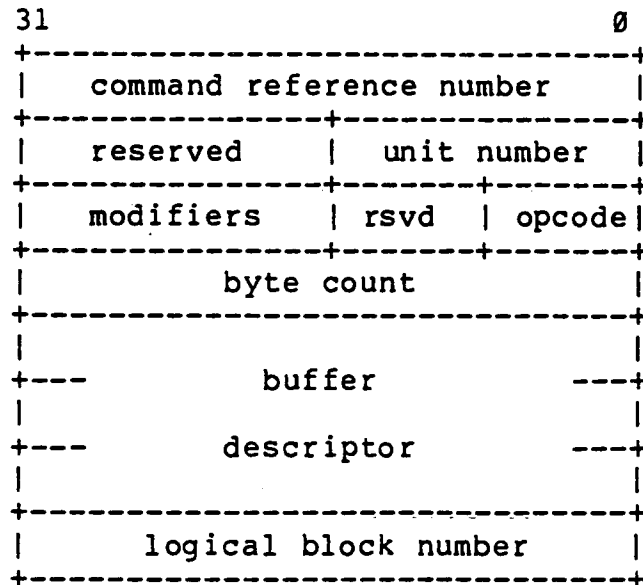 31 0
command reference number
reserved | unit number
modifiers | rsvd | opcode
byte count
buffer
descriptor
logical block number